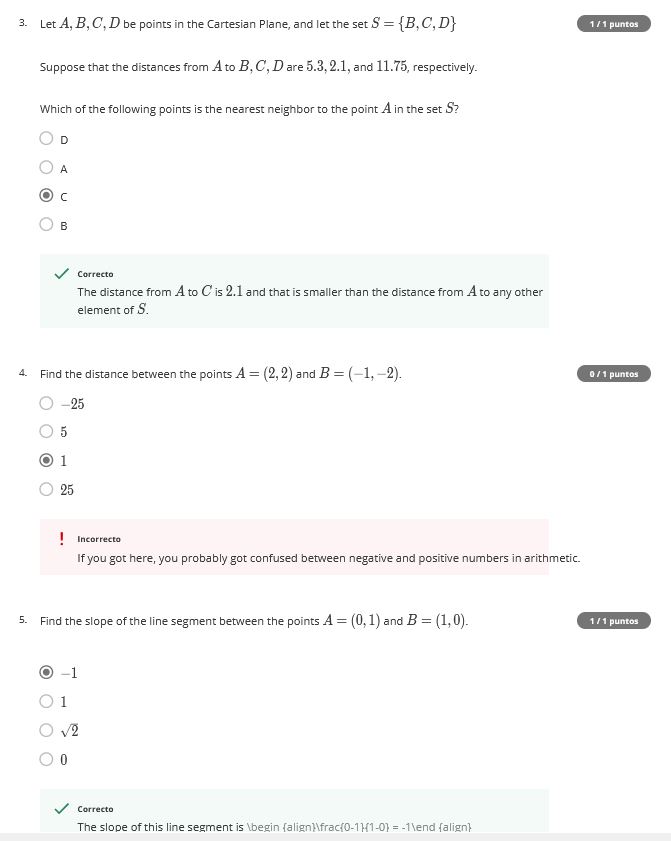 3. Let A, B, C, D be points in the Cartesian Plane, and let the set S = {B, C, D}
1 / 1 puntos
Suppose that the distances from A to B, C, D are 5.3, 2.1, and 11.75, respectively.
Which of the following points is the nearest neighbor to the point A in the set S?
D
A
C
B
Correcto
The distance from A to C is 2.1 and that is smaller than the distance from A to any other
element of S.
4. Find the distance between the points A = (2, 2) and B = (−1, −2).
0 / 1 puntos
−25
5
1
25
! Incorrecto
If you got here, you probably got confused between negative and positive numbers in arithmetic.
5. Find the slope of the line segment between the points A = (0, 1) and B = (1, 0).
1 / 1 puntos
−1
1
√2
0
Correcto
The slope of this line segment is \begin {align}\frac{0-1}{1-0} = -1\end {align}